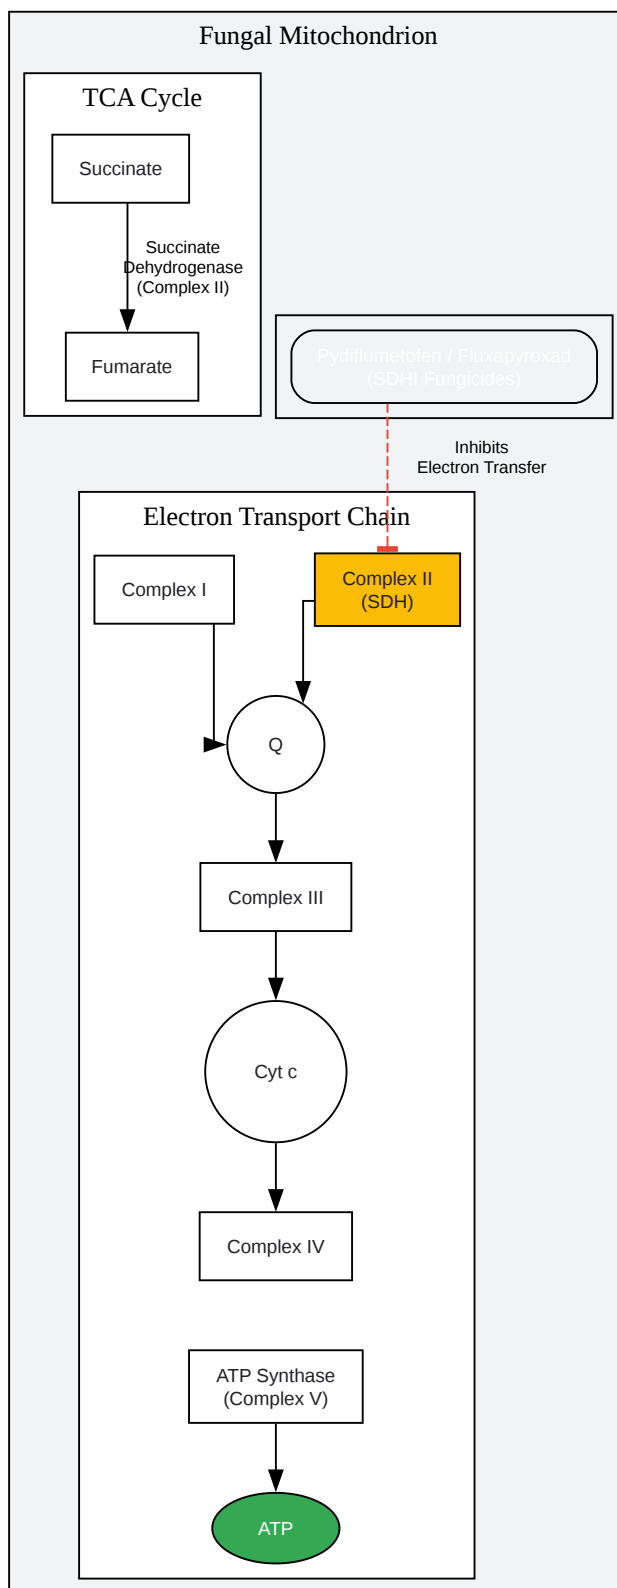 Fungal Mitochondrion
TCA Cycle
Succinate
Succinate
Dehydrogenase
(Complex II)
Fumarate
Pydiflumetofen / Fluxapyroxad
(SDHI Fungicides)
Inhibits
Electron Transfer
Electron Transport Chain
Complex I
Complex II
(SDH)
Q
Complex III
Cyt c
Complex IV
ATP Synthase
(Complex V)
ATP